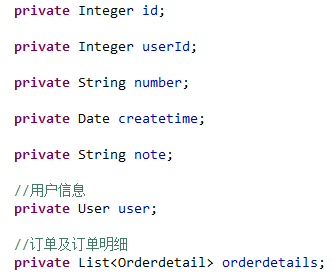 private Integer id;
private Integer userId;
private String number;
private Date createtime;
private String note;
//用户信息
private User user;
//订单及订单明细
private List<Orderdetail> orderdetails;